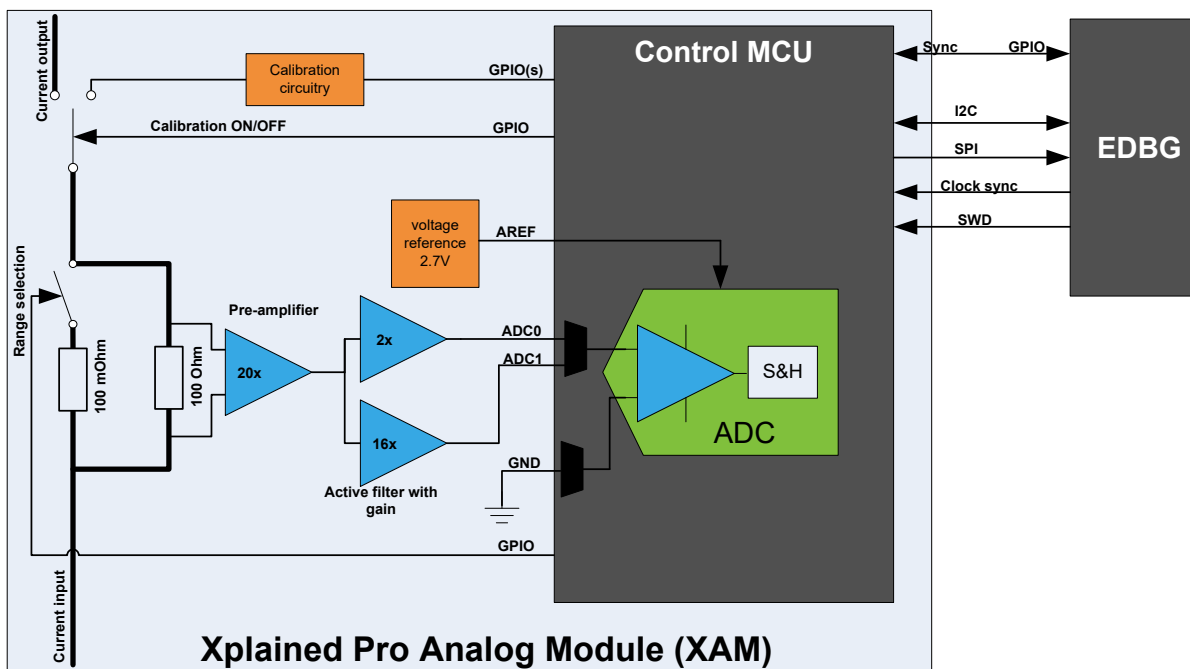 Current output
Calibration
circuitry
GPIO(s)
Control MCU
Sync
GPIO
Calibration ON/OFF
GPIO
I2C
SPI
EDBG
Clock sync
SWD
voltage
reference
2.7V
AREF
Range selection
Pre-amplifier
100 mOhm
100 Ohm
20x
2x
16x
ADC0
ADC1
S&H
ADC
GND
Active filter with
gain
GPIO
Current input
Xplained Pro Analog Module (XAM)